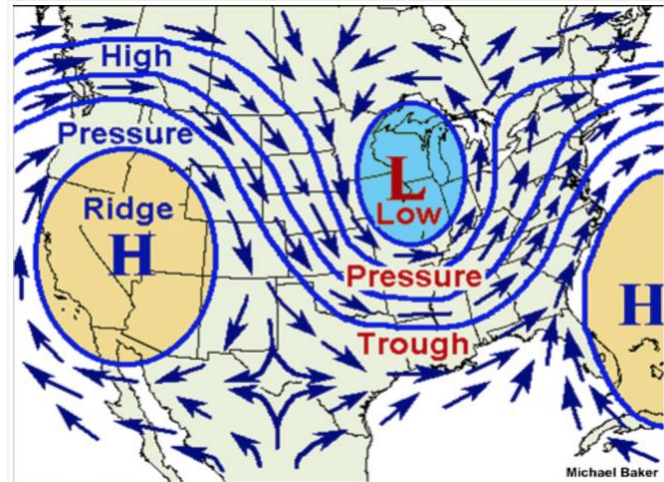 High
Pressure
Ridge
H
L
Low
Pressure
Trough
H
Michael Baker